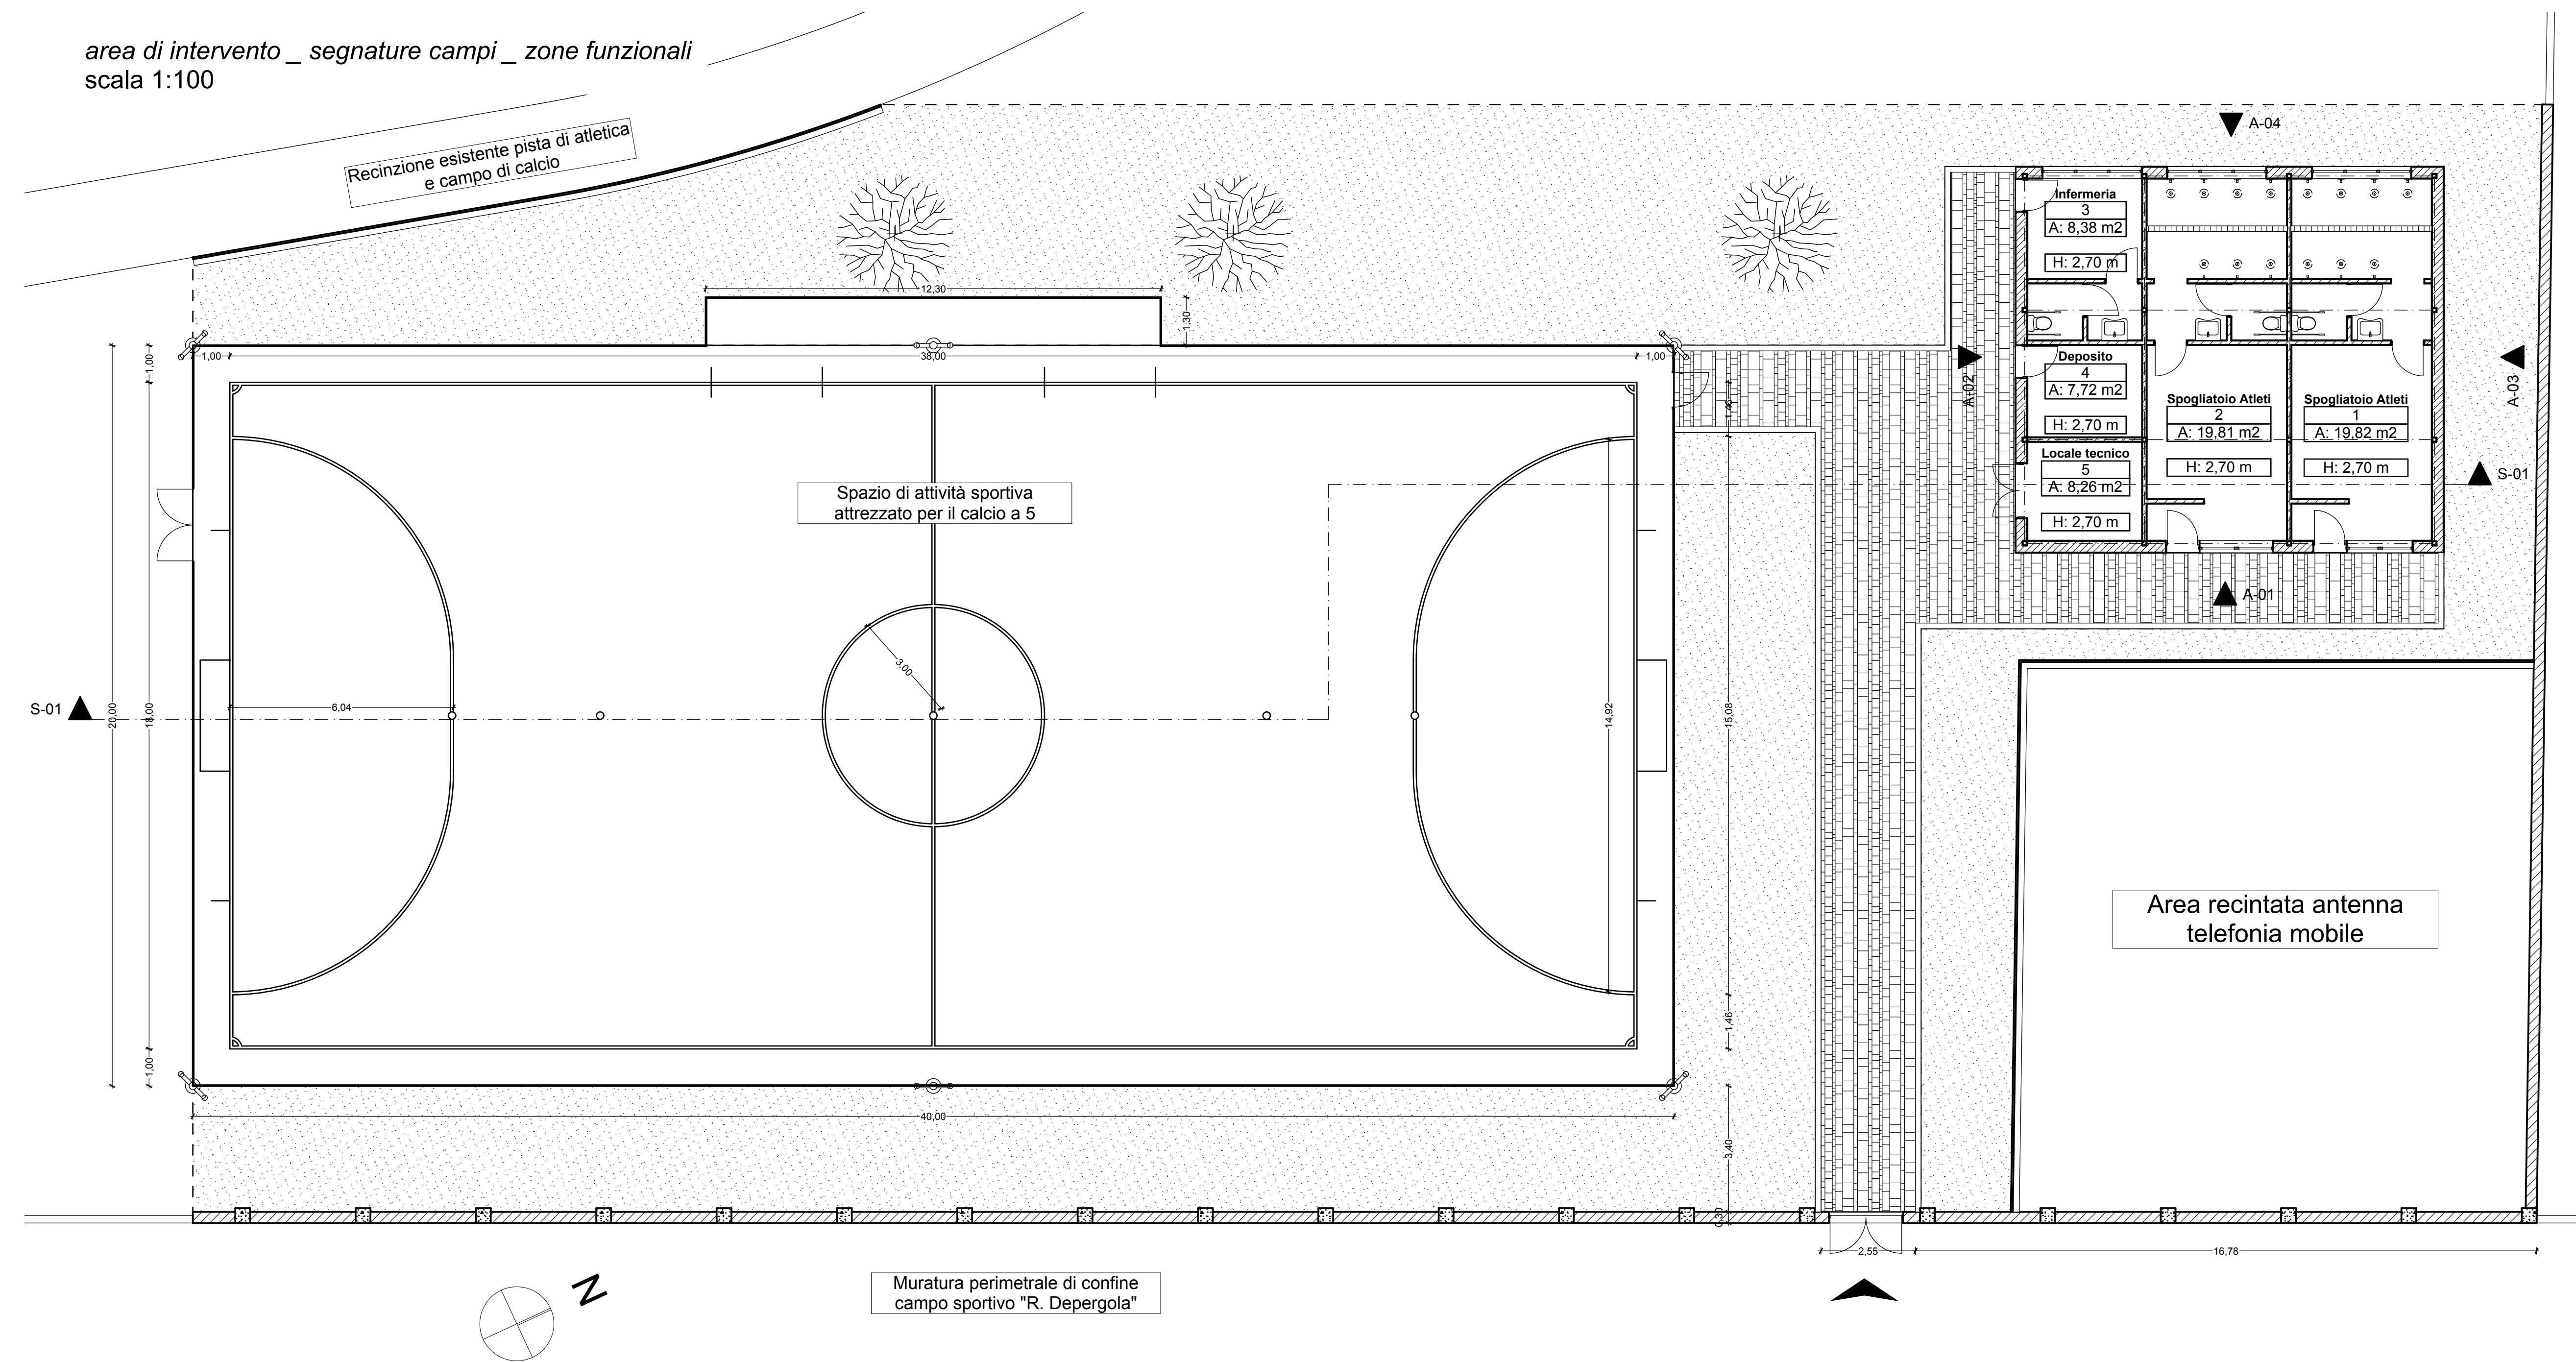 area di intervento _ segnature campi _ zone funzionali
scala 1:100
Recinzione esistente pista di atletica
e campo di calcio
A-04
Infermeria
3
A: 8,38 m2
H: 2,70 m
12,30
1,30
1,00
38,00
1,00
1,00
A-02
Deposito
4
A: 7,72 m2
H: 2,70 m
A-03
Spogliatoio Atleti
2
A: 19,81 m2
H: 2,70 m
Spogliatoio Atleti
1
A: 19,82 m2
H: 2,70 m
1,46
Locale tecnico
5
A: 8,26 m2
H: 2,70 m
S-01
Spazio di attività sportiva
attrezzato per il calcio a 5
A-01
3,00
S-01
20,00
18,00
6,04
14,92
15,08
Area recintata antenna
telefonia mobile
1,46
1,00
40,00
3,40
0,30
2,55
16,78
N
Muratura perimetrale di confine
campo sportivo "R. Depergola"